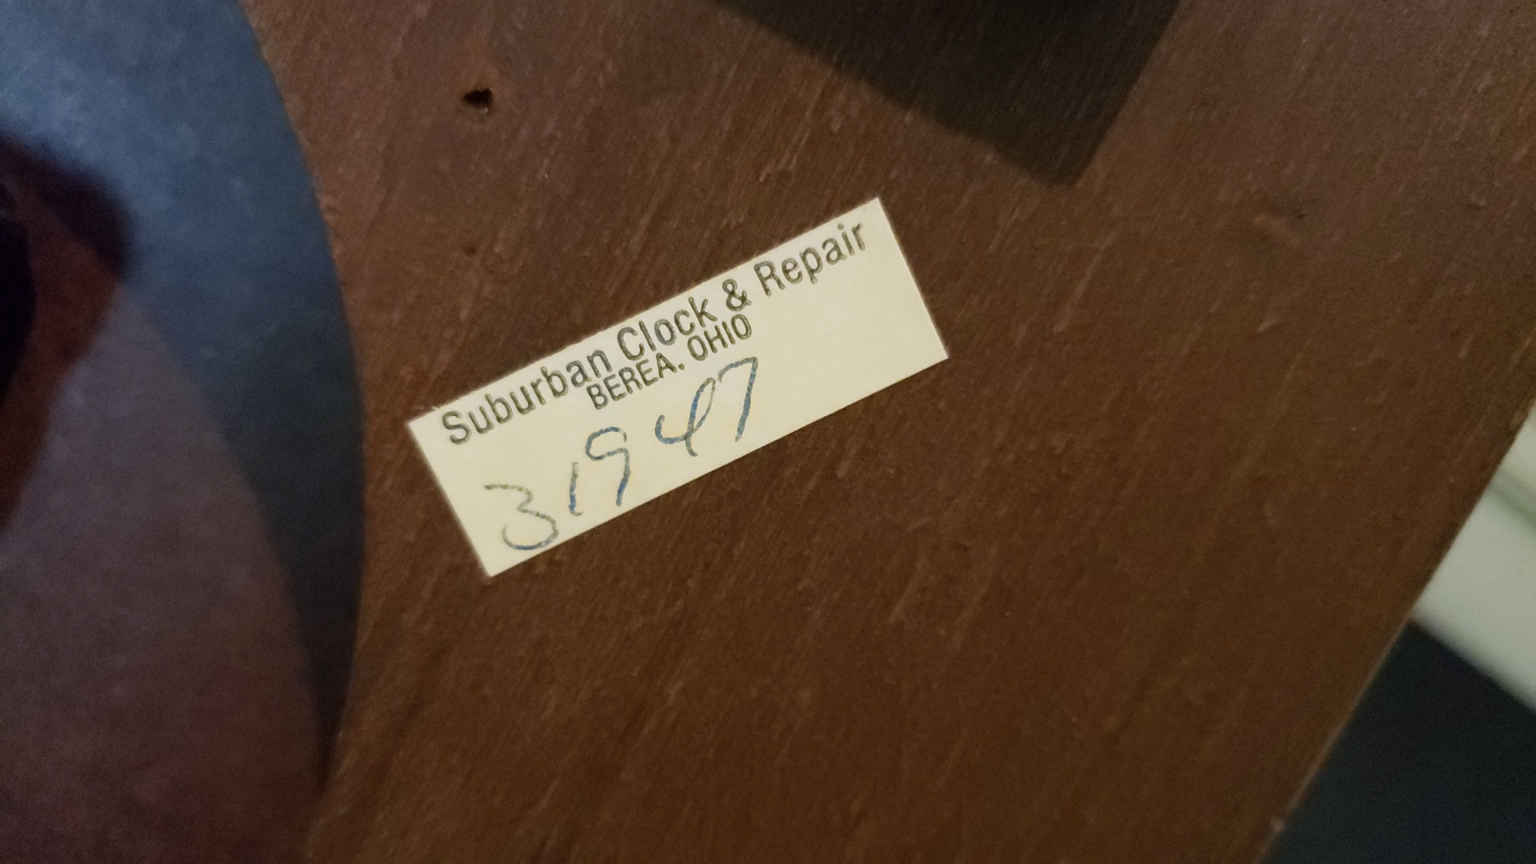 Suburban Clock & Repair
BEREA. OHIO
31947